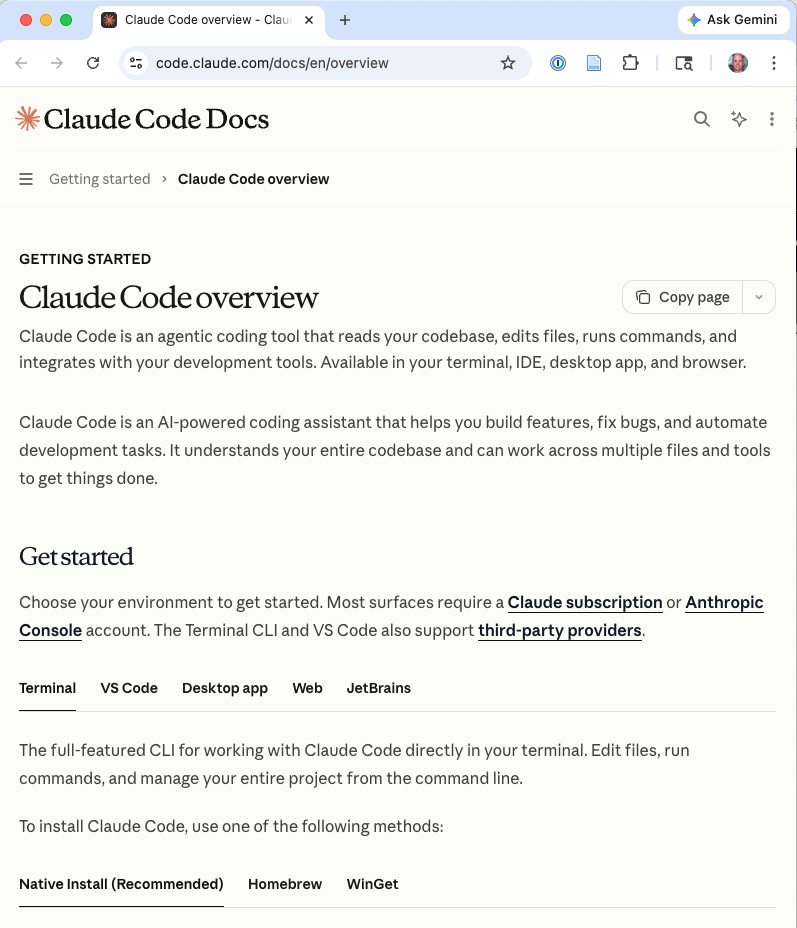 Claude Code overview - Clau
Ask Gemini
code.claude.com/docs/en/overview
Claude Code Docs
Getting started > Claude Code overview
GETTING STARTED
Claude Code overview
Copy page
Claude Code is an agentic coding tool that reads your codebase, edits files, runs commands, and
integrates with your development tools. Available in your terminal, IDE, desktop app, and browser.
Claude Code is an AI-powered coding assistant that helps you build features, fix bugs, and automate
development tasks. It understands your entire codebase and can work across multiple files and tools
to get things done.
Get started
Choose your environment to get started. Most surfaces require a Claude subscription or Anthropic
Console account. The Terminal CLI and VS Code also support third-party providers.
Terminal VS Code Desktop app Web JetBrains
The full-featured CLI for working with Claude Code directly in your terminal. Edit files, run
commands, and manage your entire project from the command line.
To install Claude Code, use one of the following methods:
Native Install (Recommended) Homebrew WinGet